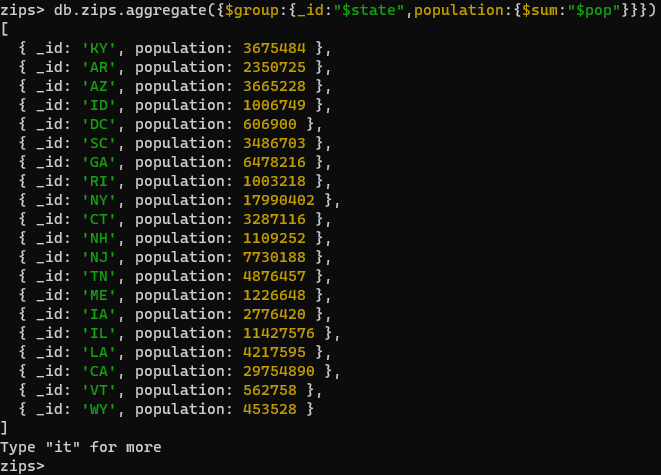 zips> db.zips.aggregate({$group:{_id:"$state",population:{$sum:"$pop"}}})
[
  { _id: 'KY', population: 3675484 },
  { _id: 'AR', population: 2350725 },
  { _id: 'AZ', population: 3665228 },
  { _id: 'ID', population: 1006749 },
  { _id: 'DC', population: 606900 },
  { _id: 'SC', population: 3486703 },
  { _id: 'GA', population: 6478216 },
  { _id: 'RI', population: 1003218 },
  { _id: 'NY', population: 17990402 },
  { _id: 'CT', population: 3287116 },
  { _id: 'NH', population: 1109252 },
  { _id: 'NJ', population: 7730188 },
  { _id: 'TN', population: 4876457 },
  { _id: 'ME', population: 1226648 },
  { _id: 'IA', population: 2776420 },
  { _id: 'IL', population: 11427576 },
  { _id: 'LA', population: 4217595 },
  { _id: 'CA', population: 29754890 },
  { _id: 'VT', population: 562758 },
  { _id: 'WY', population: 453528 }
]
Type "it" for more
zips>